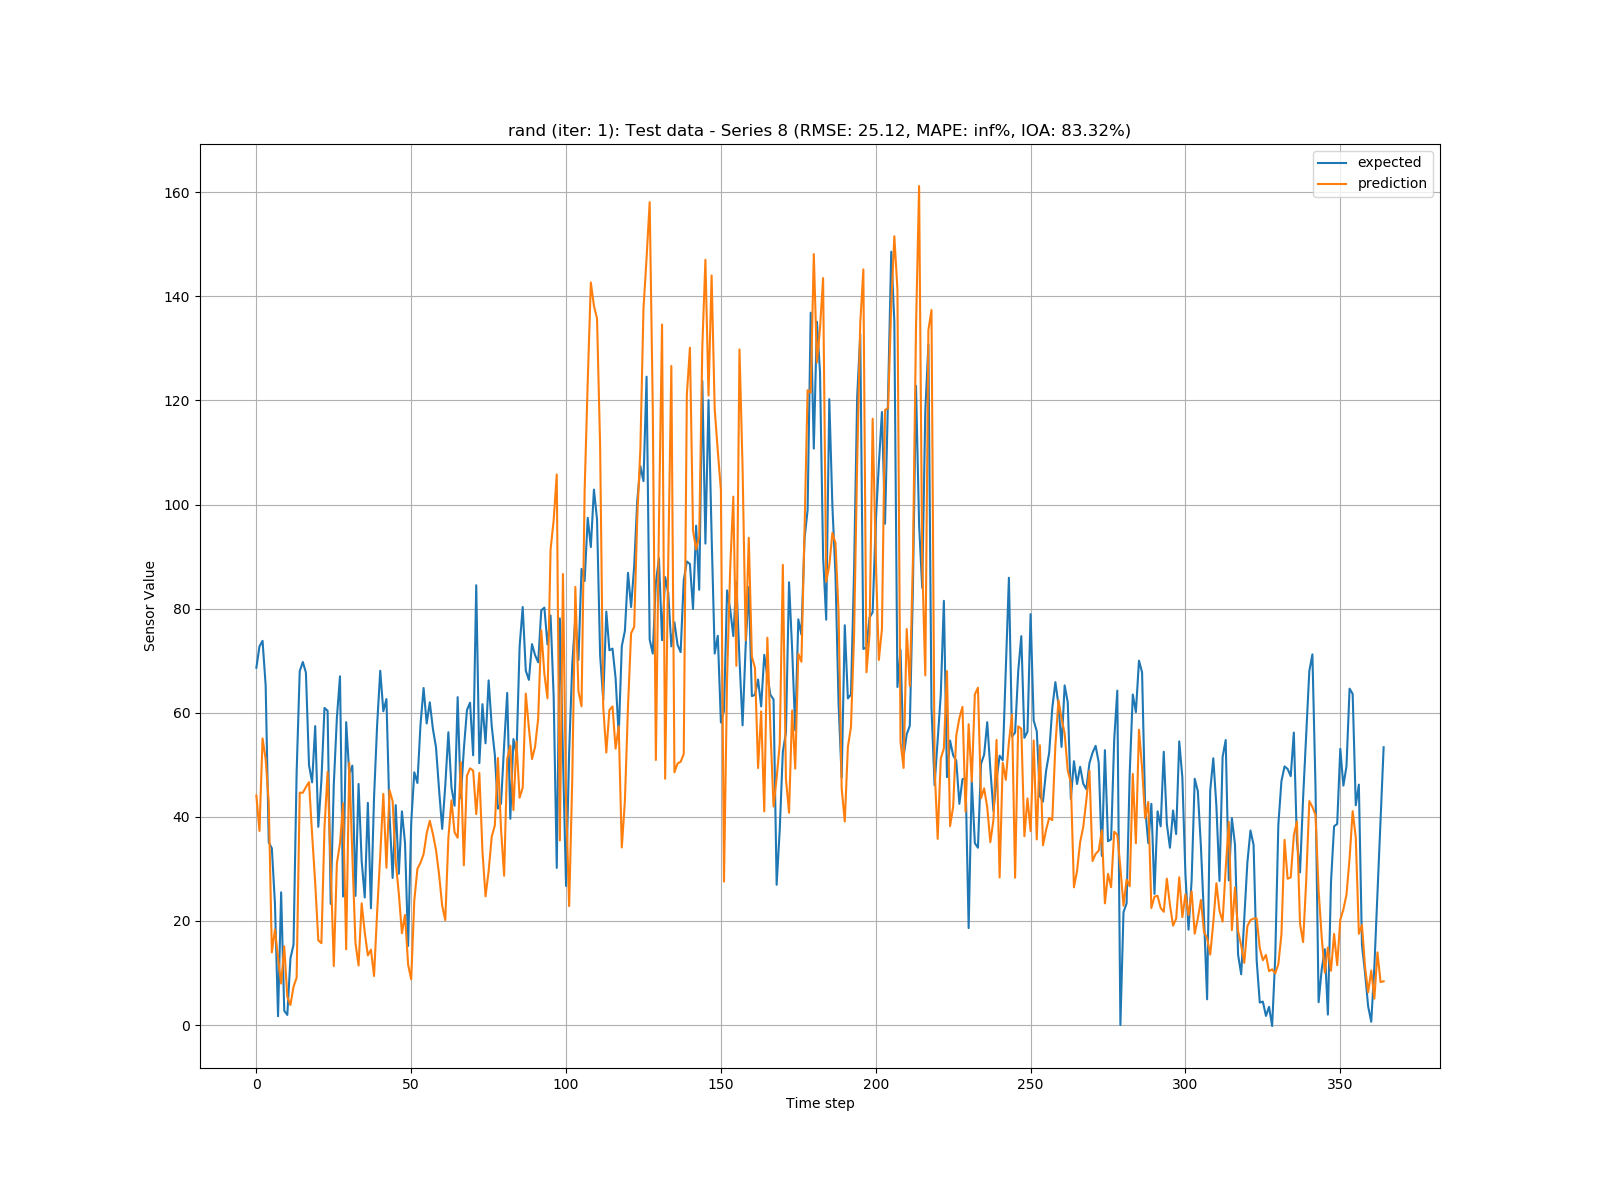 rand (iter: 1): Test data - Series 8 (RMSE: 25.12, MAPE: inf%, IOA: 83.32%)
expected
prediction
160
140
120
100
80
60
40
20
0
Sensor Value
0 50 100 150 200 250 300 350
Time step